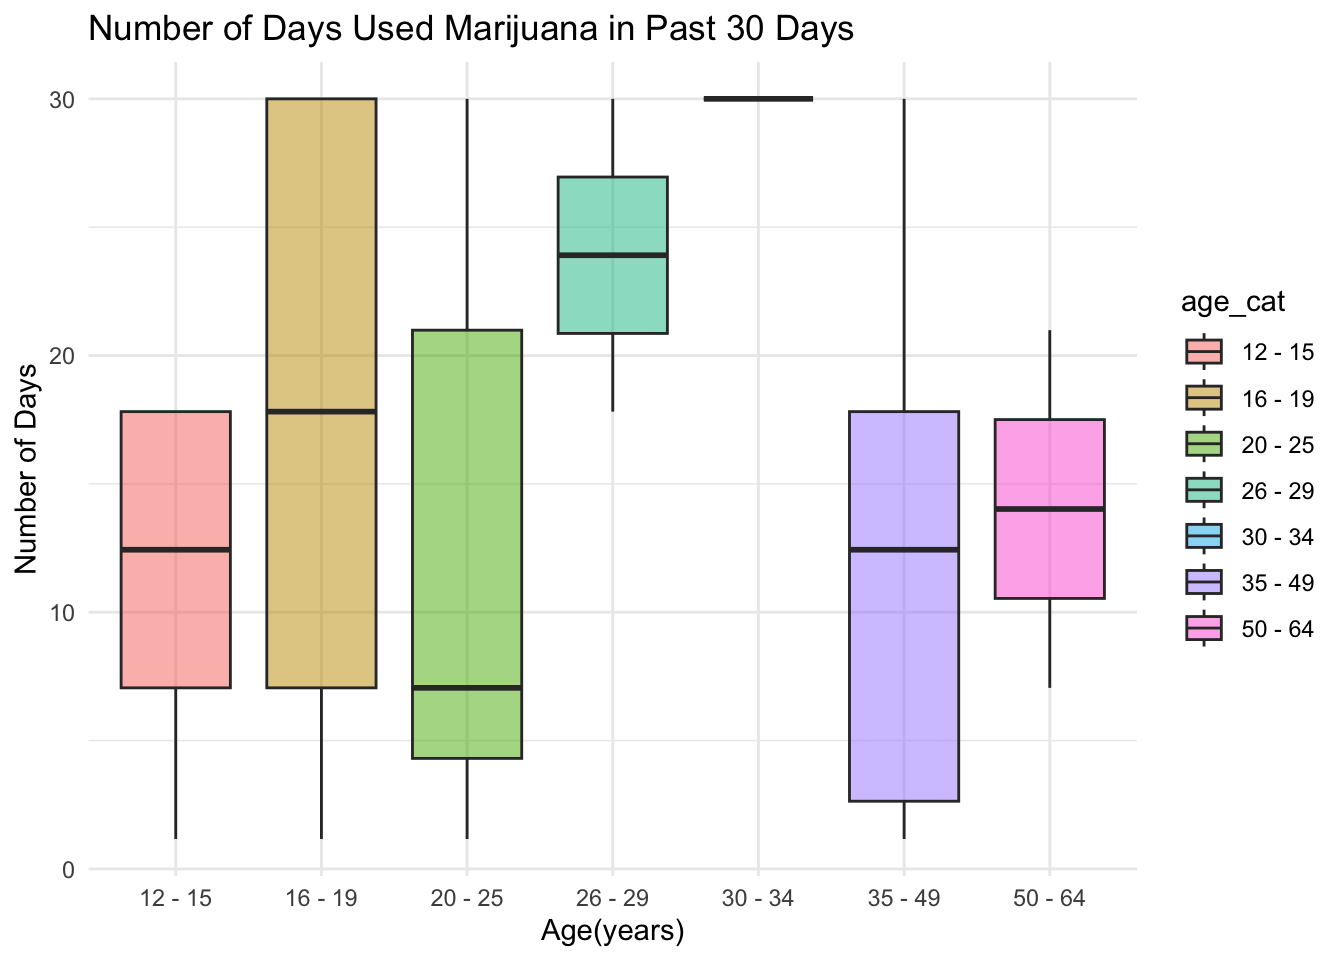 Number of Days Used Marijuana in Past 30 Days
Number of Days
30
20
10
0
12 - 15
16 - 19
20 - 25
26 - 29
30 - 34
35 - 49
50 - 64
Age(years)
age_cat
12 - 15
16 - 19
20 - 25
26 - 29
30 - 34
35 - 49
50 - 64